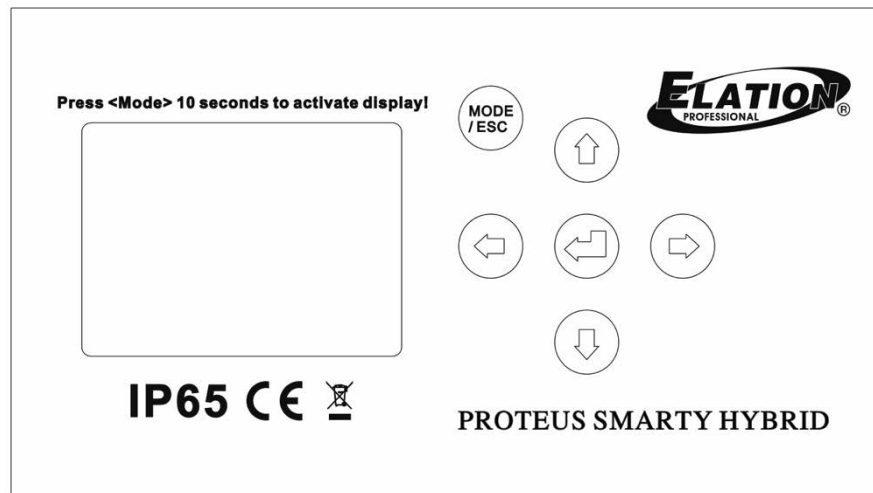 Press <Mode> 10 seconds to activate display!
MODE
/ ESC
ELATION
PROFESSIONAL
®
IP65 CE
PROTEUS SMARTY HYBRID